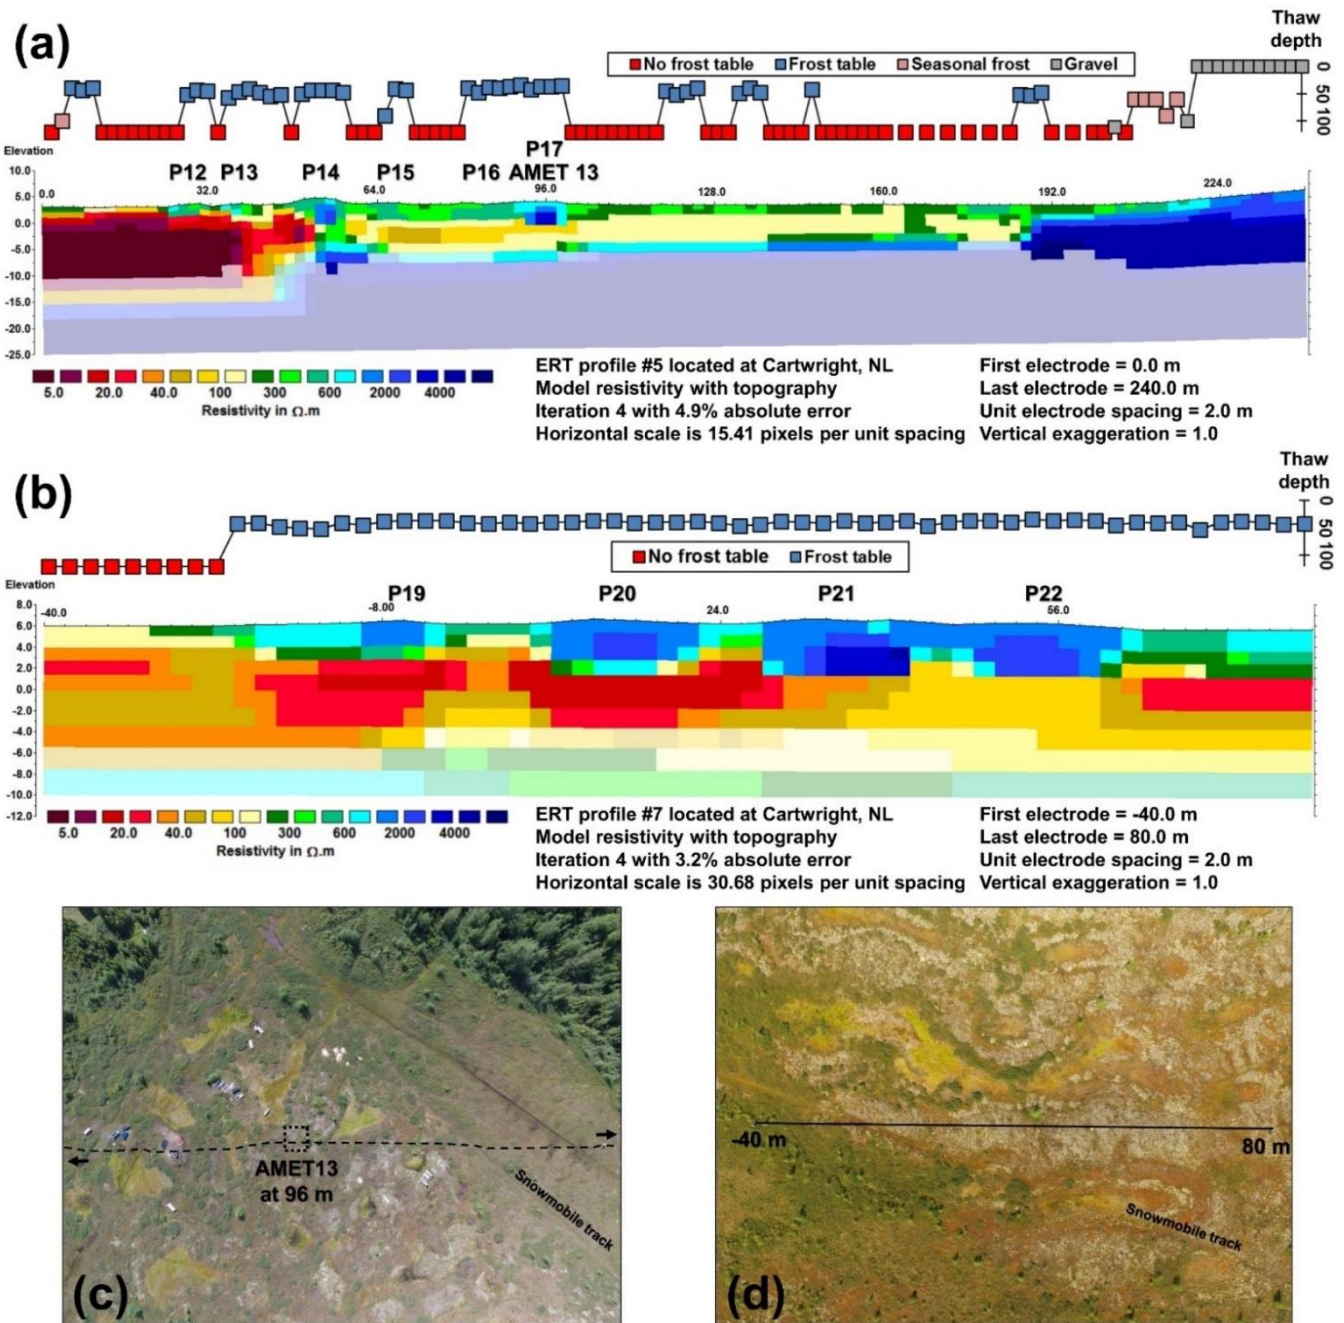 (a)
Thaw
depth
No frost table Frost table Seasonal frost Gravel
0
50
100
Elevation
P12 P13 P14 P15 P16 P17
AMET 13
10.0
0.0 32.0 64.0 96.0 128.0 160.0 192.0 224.0
5.0
0.0
-5.0
-10.0
-15.0
-20.0
-25.0
5.0 20.0 40.0 100 300 600 2000 4000
Resistivity in Ω.m
ERT profile #5 located at Cartwright, NL
Model resistivity with topography
Iteration 4 with 4.9% absolute error
Horizontal scale is 15.41 pixels per unit spacing
First electrode = 0.0 m
Last electrode = 240.0 m
Unit electrode spacing = 2.0 m
Vertical exaggeration = 1.0
(b)
Thaw
depth
0
50
100
No frost table Frost table
Elevation
P19 P20 P21 P22
8.0
-40.0 -8.00 24.0 56.0
6.0
4.0
2.0
0.0
-2.0
-4.0
-6.0
-8.0
-10.0
-12.0
5.0 20.0 40.0 100 300 600 2000 4000
Resistivity in Ω.m
ERT profile #7 located at Cartwright, NL
Model resistivity with topography
Iteration 4 with 3.2% absolute error
Horizontal scale is 30.68 pixels per unit spacing
First electrode = -40.0 m
Last electrode = 80.0 m
Unit electrode spacing = 2.0 m
Vertical exaggeration = 1.0
AMET13
at 96 m
Snowmobile track
(c)
-40 m
80 m
Snowmobile track
(d)